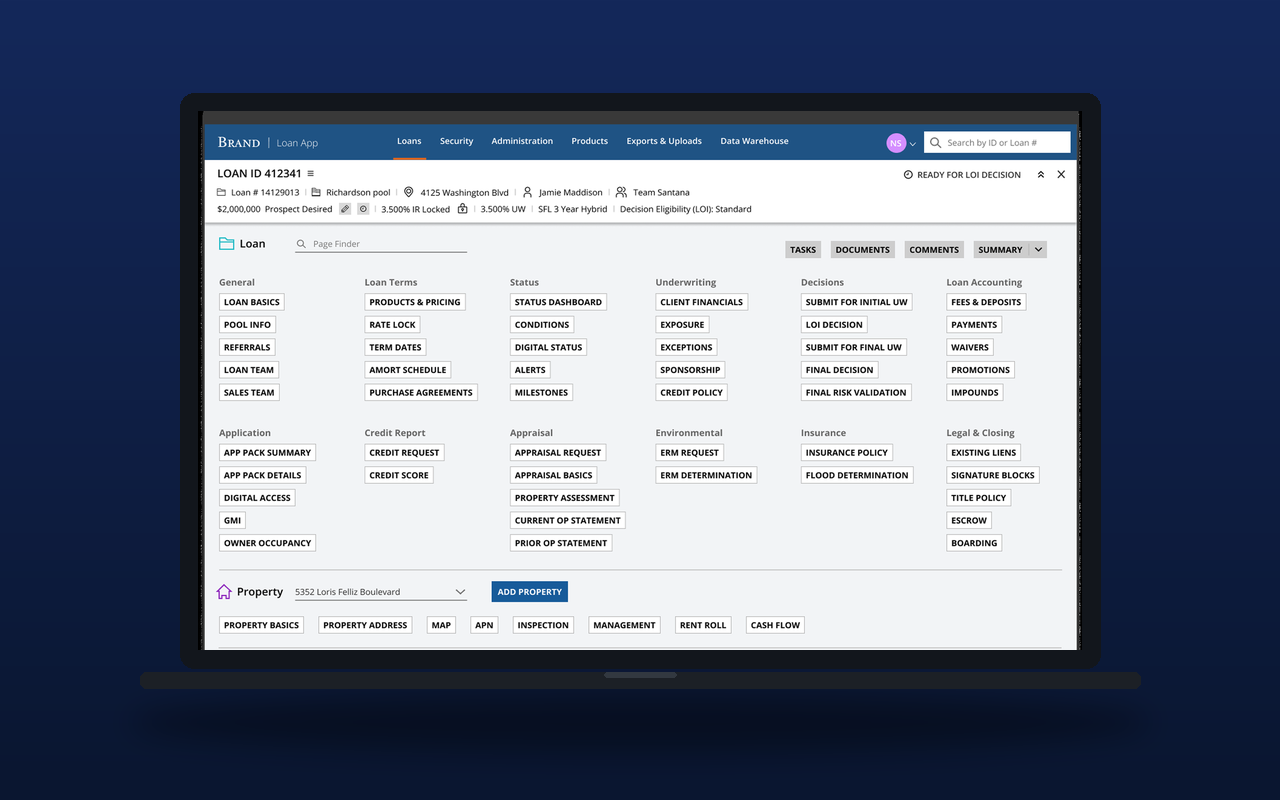 BRAND | Loan App Loans Security Administration Products Exports & Uploads Data Warehouse NS Search by ID or Loan #
LOAN ID 412341 READY FOR LOI DECISION
Loan # 14129013 Richardson pool 4125 Washington Blvd Jamie Maddison Team Santana
$2,000,000 Prospect Desired 3.500% IR Locked 3.500% UW SFL 3 Year Hybrid Decision Eligibility (LOI): Standard
Loan Page Finder TASKS DOCUMENTS COMMENTS SUMMARY
General Loan Terms Status Underwriting Decisions Loan Accounting
LOAN BASICS PRODUCTS & PRICING STATUS DASHBOARD CLIENT FINANCIALS SUBMIT FOR INITIAL UW FEES & DEPOSITS
POOL INFO RATE LOCK CONDITIONS EXPOSURE LOI DECISION PAYMENTS
REFERRALS TERM DATES DIGITAL STATUS EXCEPTIONS SUBMIT FOR FINAL UW WAIVERS
LOAN TEAM AMORT SCHEDULE ALERTS SPONSORSHIP FINAL DECISION PROMOTIONS
SALES TEAM PURCHASE AGREEMENTS MILESTONES CREDIT POLICY FINAL RISK VALIDATION IMPOUNDS
Application Credit Report Appraisal Environmental Insurance Legal & Closing
APP PACK SUMMARY CREDIT REQUEST APPRAISAL REQUEST ERM REQUEST INSURANCE POLICY EXISTING LIENS
APP PACK DETAILS CREDIT SCORE APPRAISAL BASICS ERM DETERMINATION FLOOD DETERMINATION SIGNATURE BLOCKS
DIGITAL ACCESS PROPERTY ASSESSMENT TITLE POLICY
GMI CURRENT OP STATEMENT ESCROW
OWNER OCCUPANCY PRIOR OP STATEMENT BOARDING
Property 5352 Loris Felliz Boulevard ADD PROPERTY
PROPERTY BASICS PROPERTY ADDRESS MAP APN INSPECTION MANAGEMENT RENT ROLL CASH FLOW